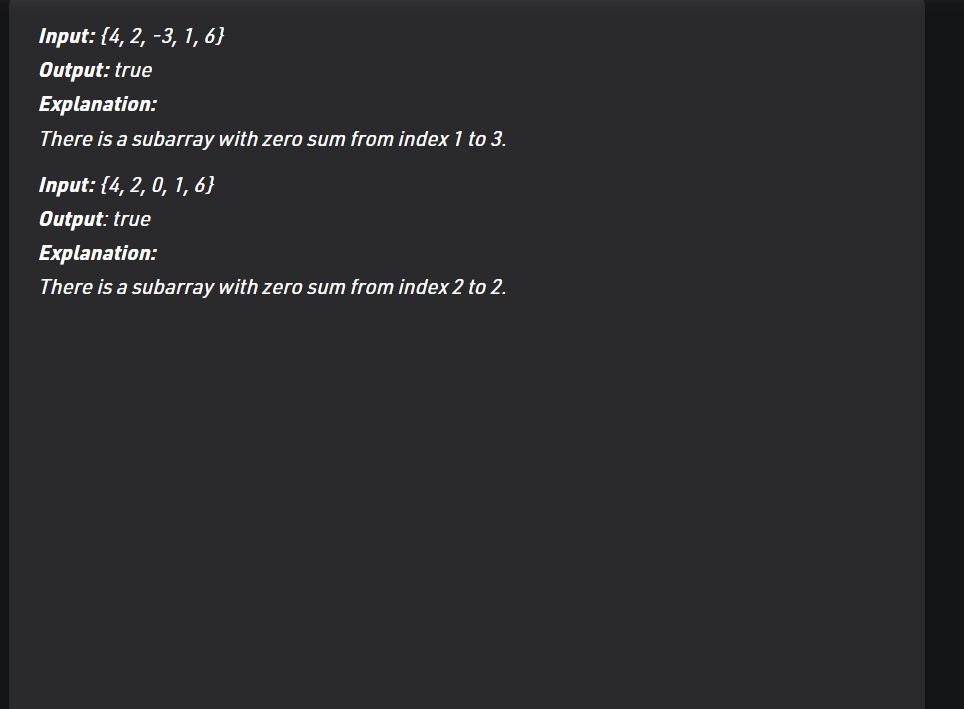 Input: {4, 2, -3, 1, 6}
Output: true
Explanation:
There is a subarray with zero sum from index 1 to 3.
Input: {4, 2, 0, 1, 6}
Output: true
Explanation:
There is a subarray with zero sum from index 2 to 2.